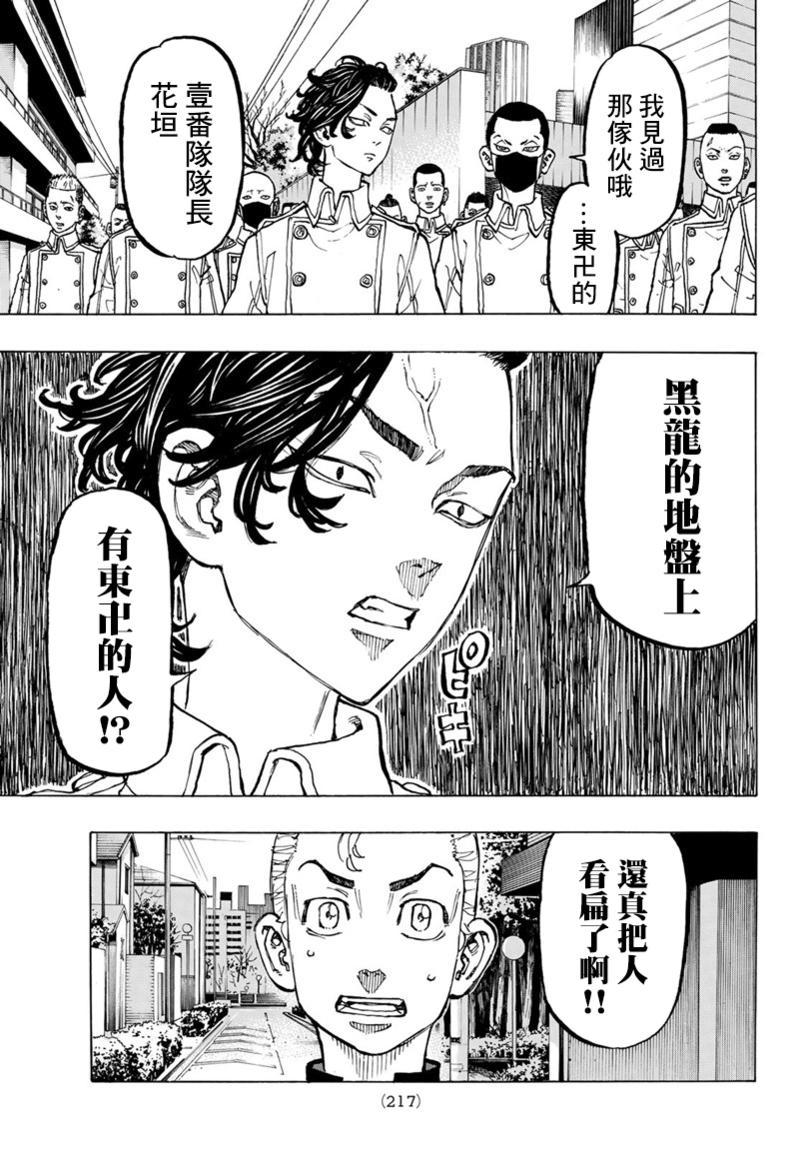 我見過
那傢伙哦
…東卍的
壹番隊隊長
花垣
黑龍的地盤上
ピキ
有東卍的人!?
還真把人
看扁了啊!!
(217)